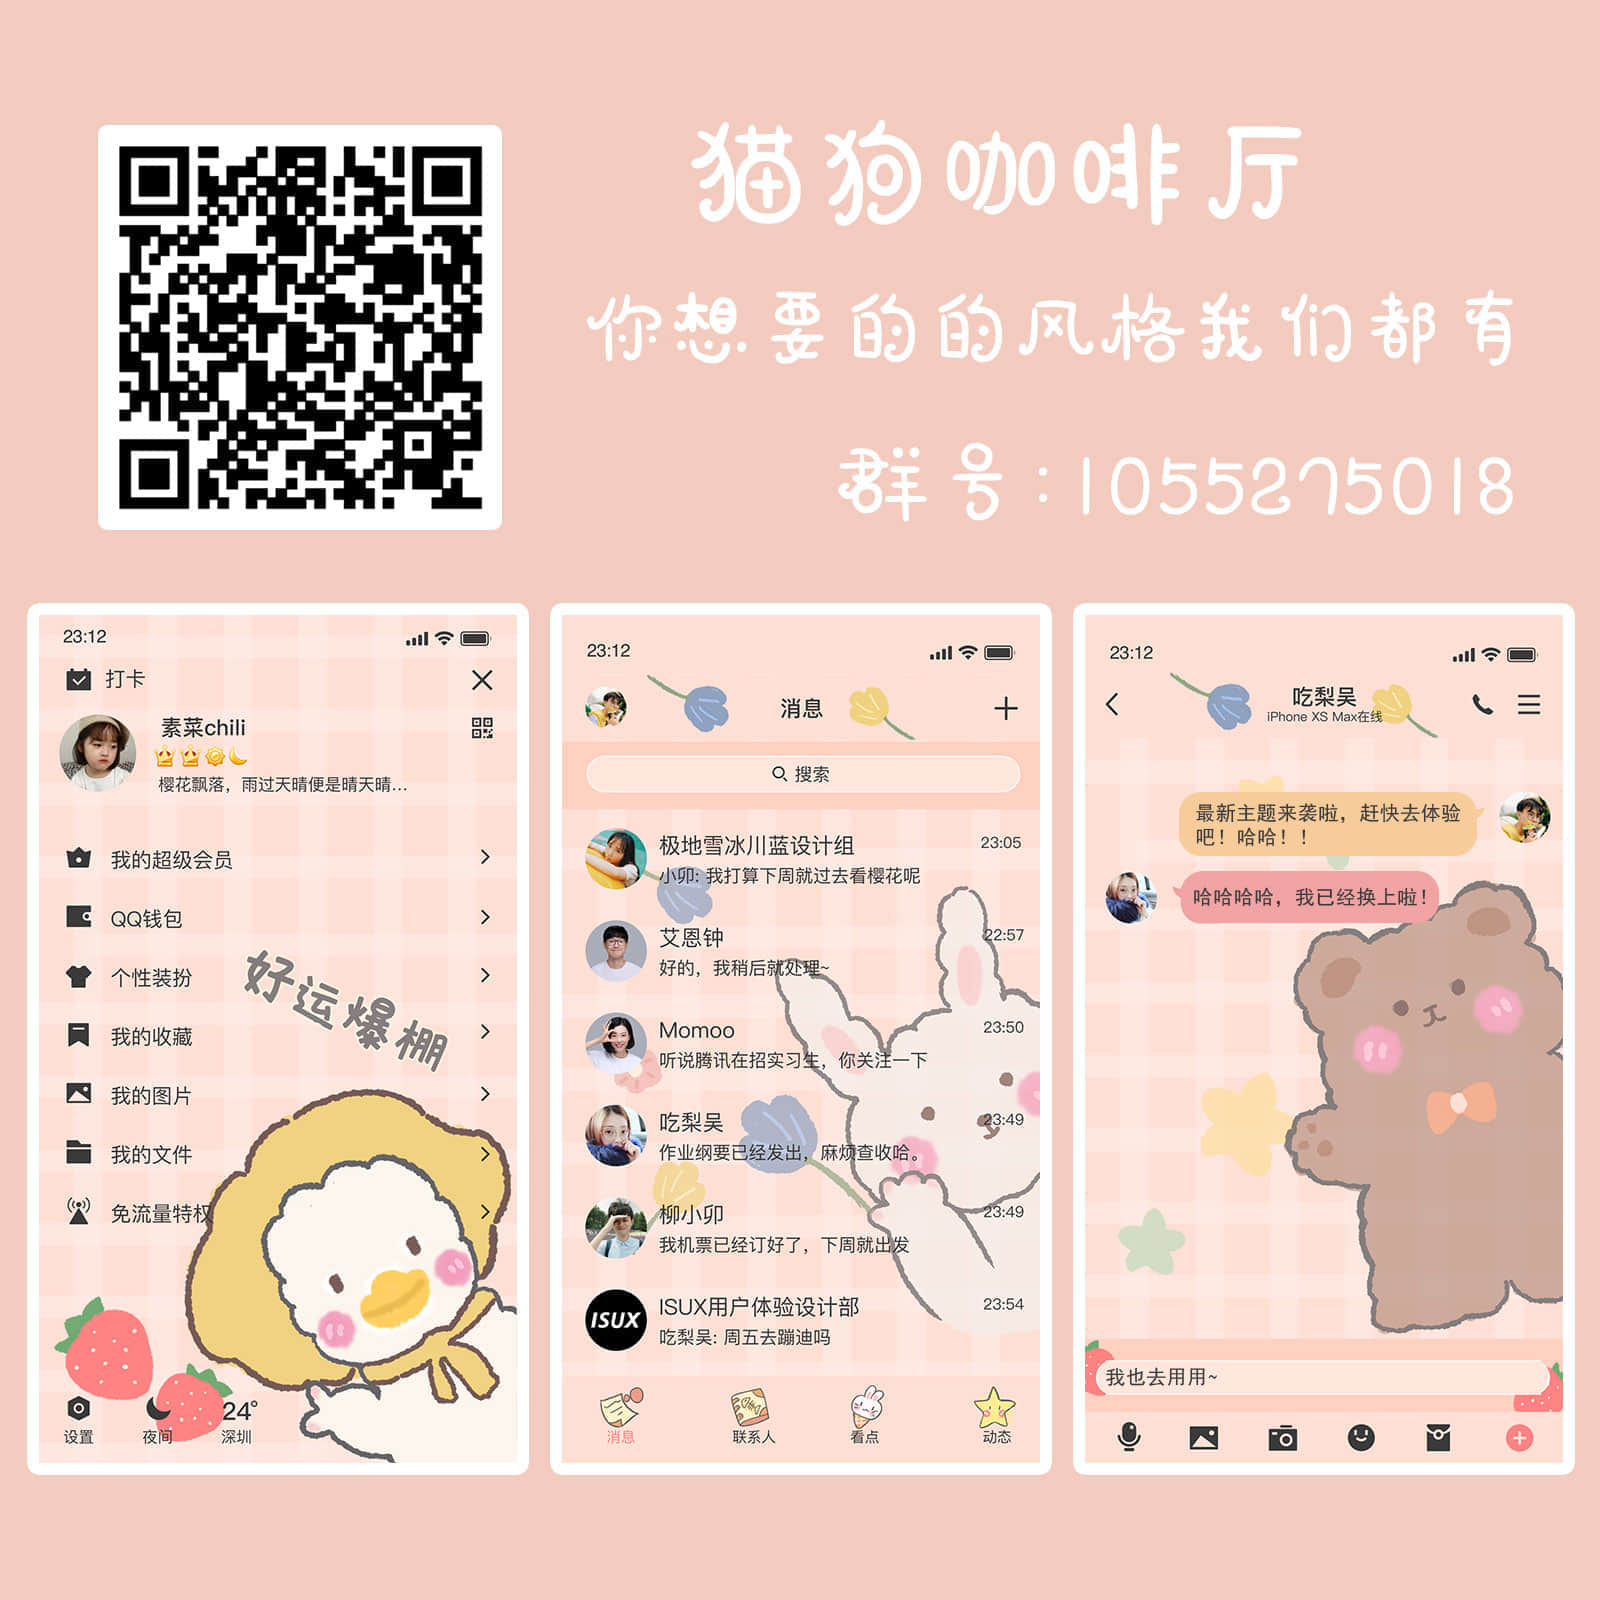 猫狗咖啡厅
你想要的的风格我们都有
群号:1055275018
23:12
打卡
素菜chili
樱花飘落，雨过天晴便是晴天晴...
我的超级会员
QQ钱包
个性装扮
我的收藏
我的图片
我的文件
免流量特权
好运爆棚
24°
设置
夜间
深圳
23:12
消息
搜索
极地雪冰川蓝设计组
23:05
小卯: 我打算下周就过去看樱花呢
艾恩钟
22:57
好的，我稍后就处理~
Momoo
23:50
听说腾讯在招实习生，你关注一下
吃梨吴
23:49
作业纲要已经发出，麻烦查收哈。
柳小卯
23:49
我机票已经订好了，下周就出发
ISUX
ISUX用户体验设计部
23:54
吃梨吴: 周五去蹦迪吗
消息
联系人
看点
动态
23:12
吃梨吴
iPhone XS Max在线
最新主题来袭啦，赶快去体验
吧！哈哈！！
哈哈哈哈，我已经换上啦！
我也去用用~